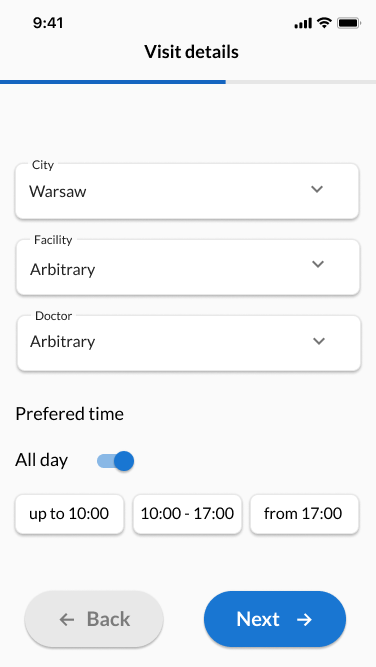 9:41
Visit details
City
Warsaw
Facility
Arbitrary
Doctor
Arbitrary
Prefered time
All day
up to 10:00
10:00 - 17:00
from 17:00
← Back
Next →